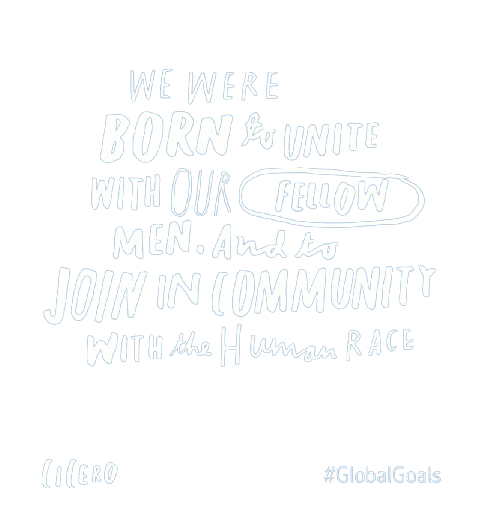 WE WERE
BORN to UNITE
WITH OUR FELLOW
MEN. And to
JOIN IN COMMUNITY
WITH the Human RACE
CICERO
#GlobalGoals